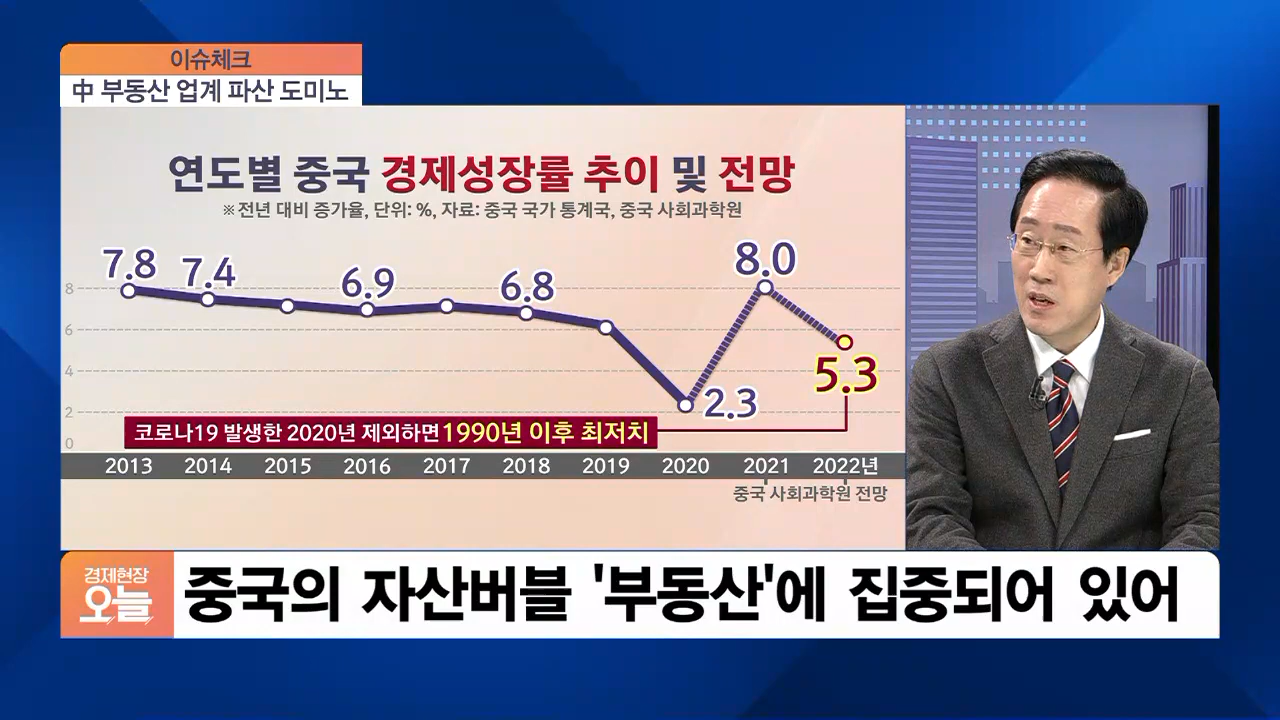 이슈체크
中 부동산 업계 파산 도미노
연도별 중국 경제성장률 추이 및 전망
※전년 대비 증가율, 단위: %, 자료: 중국 국가 통계국, 중국 사회과학원
7.8 7.4 6.9 6.8 8.0
8
6
4
5.3
2.3
2
코로나19 발생한 2020년 제외하면 1990년 이후 최저치
0
2013 2014 2015 2016 2017 2018 2019 2020 2021 2022년
중국 사회과학원 전망
경제현장
오늘
중국의 자산버블 '부동산'에 집중되어 있어